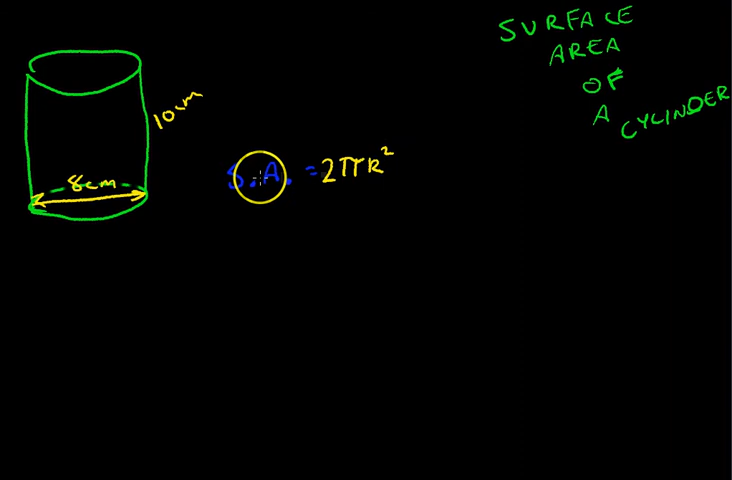 SURFACE
AREA
OF
A CYLINDER
10cm
8cm
S.A. = 2πR²